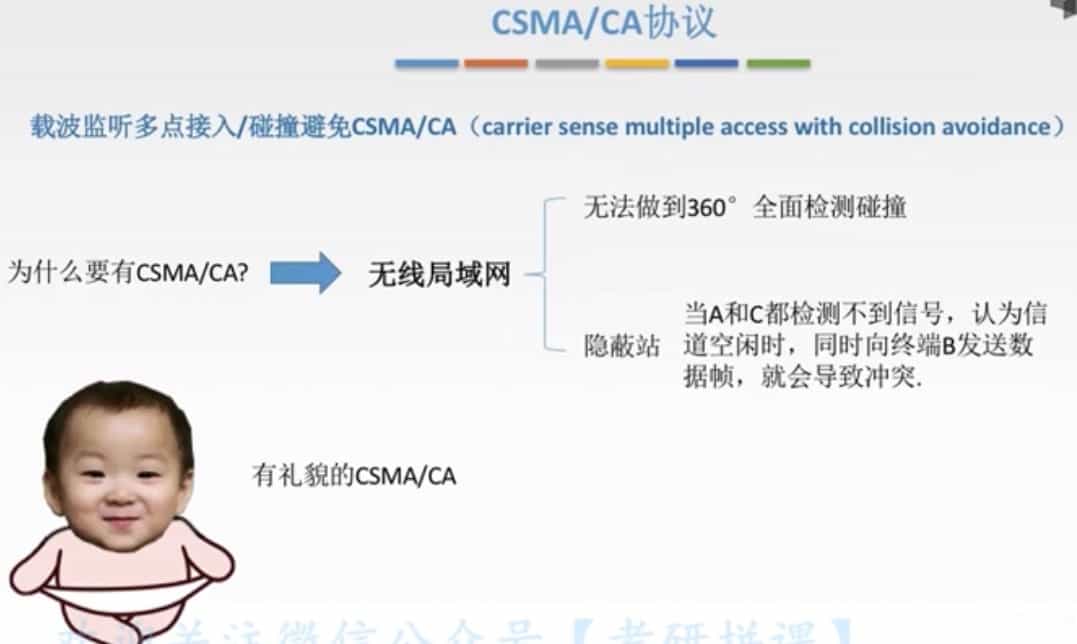 CSMA/CA协议
载波监听多点接入/碰撞避免CSMA/CA（carrier sense multiple access with collision avoidance）
无法做到360°全面检测碰撞
为什么要有CSMA/CA?
无线局域网
当A和C都检测不到信号，认为信
隐蔽站
道空闲时，同时向终端B发送数
据帧，就会导致冲突.
有礼貌的CSMA/CA
关注微信公众号【考研拼课】